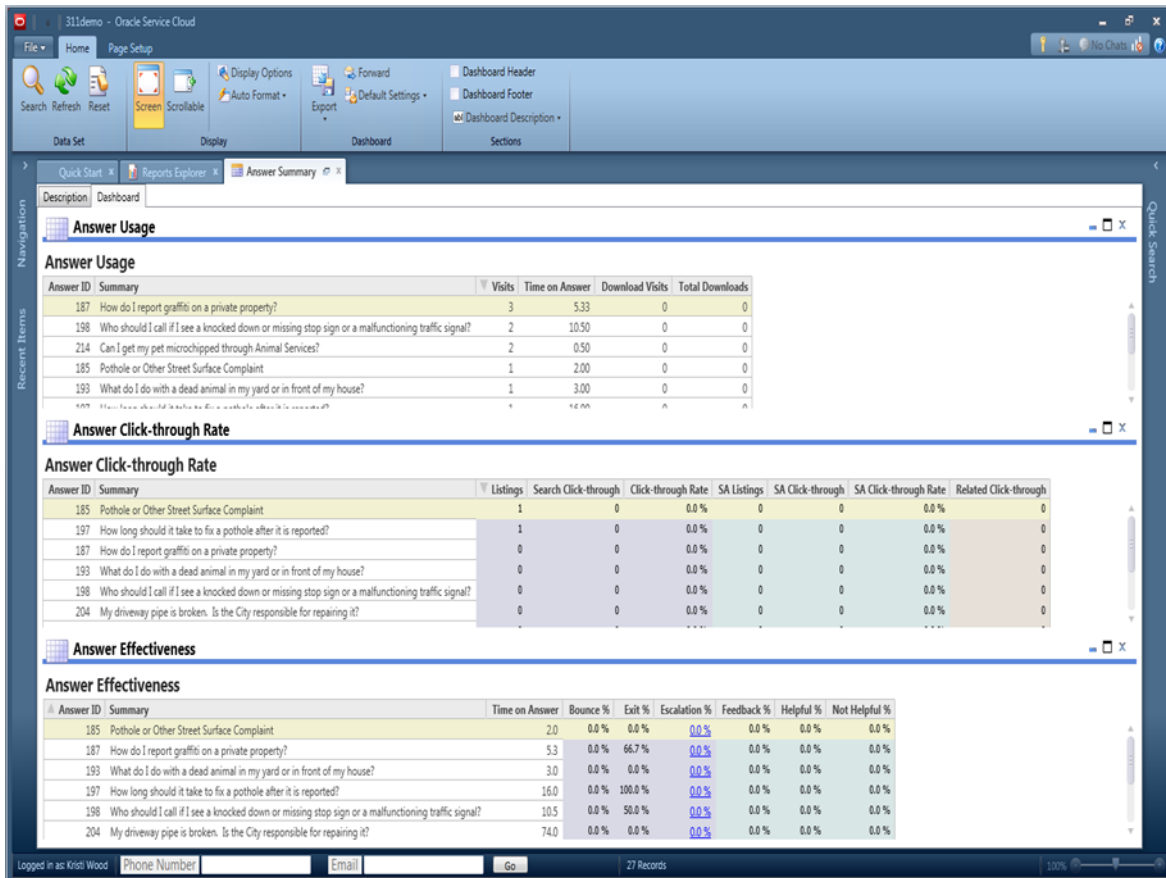 311demo - Oracle Service Cloud
File Home Page Setup
No Chats
Search Refresh Reset Screen Scrollable Display Options Auto Format Export Forward Default Settings Dashboard Header Dashboard Footer Dashboard Description
Data Set Display Dashboard Sections
Quick Start x Reports Explorer x Answer Summary x
Navigation
Recent Items
Quick Search
Description Dashboard
Answer Usage
Answer Usage
Answer ID Summary Visits Time on Answer Download Visits Total Downloads
187 How do I report graffiti on a private property? 3 5.33 0 0
198 Who should I call if I see a knocked down or missing stop sign or a malfunctioning traffic signal? 2 10.50 0 0
214 Can I get my pet microchipped through Animal Services? 2 0.50 0 0
185 Pothole or Other Street Surface Complaint 1 2.00 0 0
193 What do I do with a dead animal in my yard or in front of my house? 1 3.00 0 0
197 How long should it take to fix a pothole after it is reported? 1 16.00 0 0
Answer Click-through Rate
Answer Click-through Rate
Answer ID Summary Listings Search Click-through Click-through Rate SA Listings SA Click-through SA Click-through Rate Related Click-through
185 Pothole or Other Street Surface Complaint 1 0 0.0 % 0 0 0.0 % 0
197 How long should it take to fix a pothole after it is reported? 1 0 0.0 % 0 0 0.0 % 0
187 How do I report graffiti on a private property? 0 0 0.0 % 0 0 0.0 % 0
193 What do I do with a dead animal in my yard or in front of my house? 0 0 0.0 % 0 0 0.0 % 0
198 Who should I call if I see a knocked down or missing stop sign or a malfunctioning traffic signal? 0 0 0.0 % 0 0 0.0 % 0
204 My driveway pipe is broken. Is the City responsible for repairing it? 0 0 0.0 % 0 0 0.0 % 0
Answer Effectiveness
Answer Effectiveness
Answer ID Summary Time on Answer Bounce % Exit % Escalation % Feedback % Helpful % Not Helpful %
185 Pothole or Other Street Surface Complaint 2.0 0.0 % 0.0 % 0.0 % 0.0 % 0.0 % 0.0 %
187 How do I report graffiti on a private property? 5.3 0.0 % 66.7 % 0.0 % 0.0 % 0.0 % 0.0 %
193 What do I do with a dead animal in my yard or in front of my house? 3.0 0.0 % 0.0 % 0.0 % 0.0 % 0.0 % 0.0 %
197 How long should it take to fix a pothole after it is reported? 16.0 0.0 % 100.0 % 0.0 % 0.0 % 0.0 % 0.0 %
198 Who should I call if I see a knocked down or missing stop sign or a malfunctioning traffic signal? 10.5 0.0 % 50.0 % 0.0 % 0.0 % 0.0 % 0.0 %
204 My driveway pipe is broken. Is the City responsible for repairing it? 74.0 0.0 % 0.0 % 0.0 % 0.0 % 0.0 % 0.0 %
Logged in as: Kristi Wood Phone Number Email Go 27 Records 100%